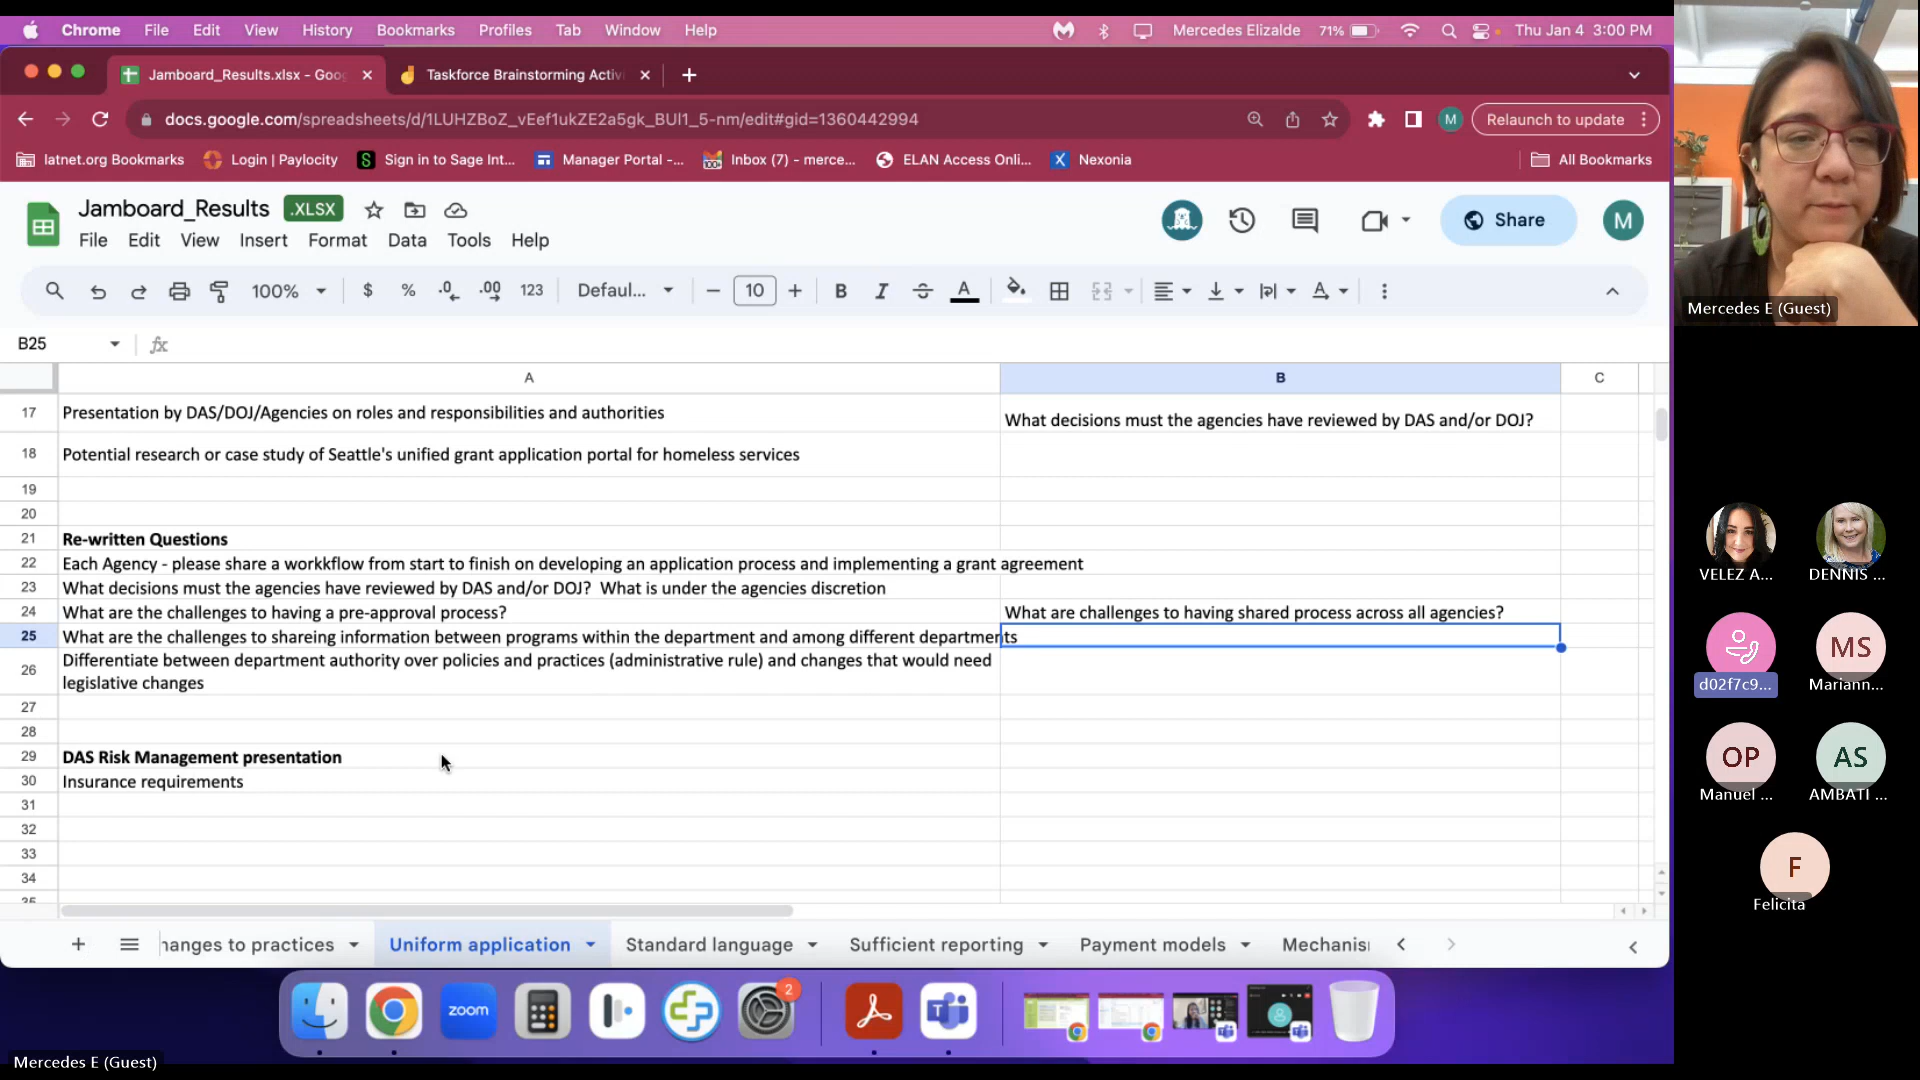 Chrome File Edit View History Bookmarks Profiles Tab Window Help Mercedes Elizalde 71% Thu Jan 4 3:00 PM
Jamboard_Results.xlsx - Goo Taskforce Brainstorming Activi
docs.google.com/spreadsheets/d/1LUHZBoZ_vEef1ukZE2a5gk_BUI1_5-nm/edit#gid=1360442994 M Relaunch to update
latnet.org Bookmarks Login | Paylocity S Sign in to Sage Int... Manager Portal -... Inbox (7) - merce... ELAN Access Onli... X Nexonia All Bookmarks
Jamboard_Results .XLSX
File Edit View Insert Format Data Tools Help Share M
100% $ % .0 .00 123 Defaul... 10 B I A
B25 fx
A B C
17 Presentation by DAS/DOJ/Agencies on roles and responsibilities and authorities What decisions must the agencies have reviewed by DAS and/or DOJ?
18 Potential research or case study of Seattle's unified grant application portal for homeless services
19
20
21 Re-written Questions
22 Each Agency - please share a workkflow from start to finish on developing an application process and implementing a grant agreement
23 What decisions must the agencies have reviewed by DAS and/or DOJ? What is under the agencies discretion
24 What are the challenges to having a pre-approval process? What are challenges to having shared process across all agencies?
25 What are the challenges to shareing information between programs within the department and among different departments
26 Differentiate between department authority over policies and practices (administrative rule) and changes that would need
legislative changes
27
28
29 DAS Risk Management presentation
30 Insurance requirements
31
32
33
34
35
hanges to practices Uniform application Standard language Sufficient reporting Payment models Mechanis
zoom 2
Mercedes E (Guest)
Mercedes E (Guest)
VELEZ A... DENNIS ...
MS
d02f7c9... Mariann...
OP AS
Manuel ... AMBATI ...
F
Felicita